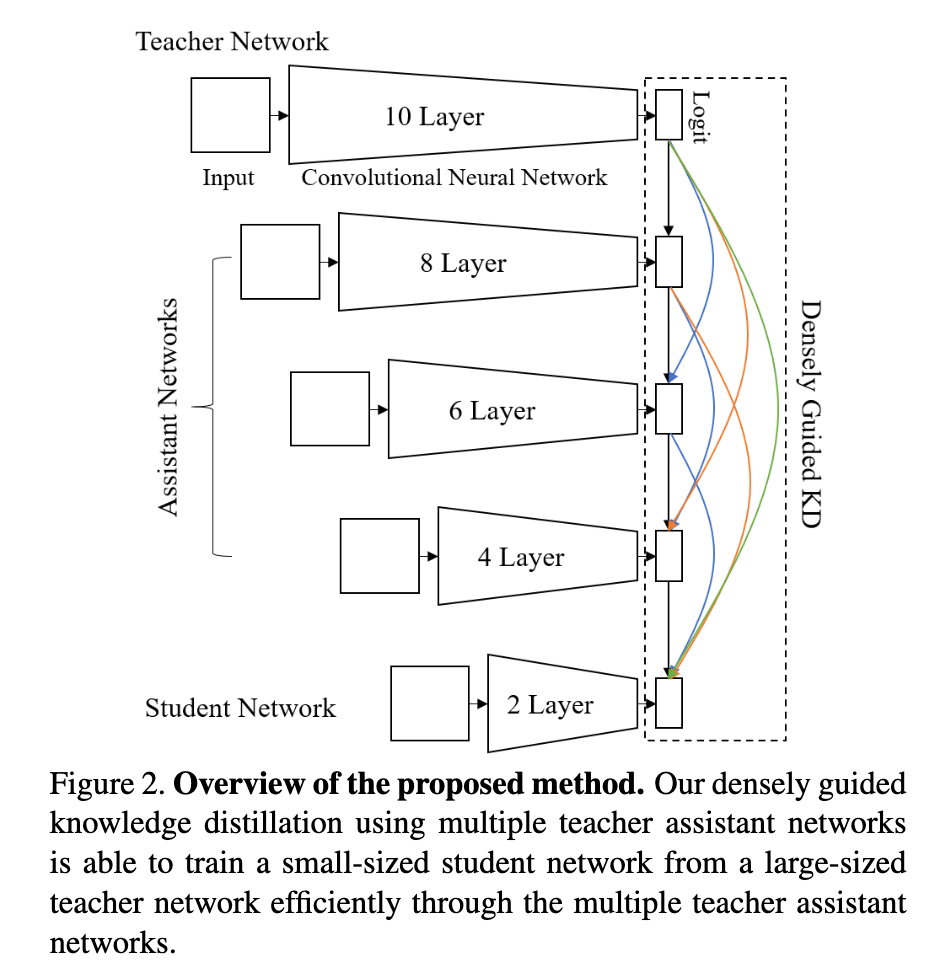 Teacher Network
10 Layer
Logit
Input
Convolutional Neural Network
8 Layer
Assistant Networks
6 Layer
Densely Guided KD
4 Layer
Student Network
2 Layer
Figure 2. Overview of the proposed method. Our densely guided
knowledge distillation using multiple teacher assistant networks
is able to train a small-sized student network from a large-sized
teacher network efficiently through the multiple teacher assistant
networks.